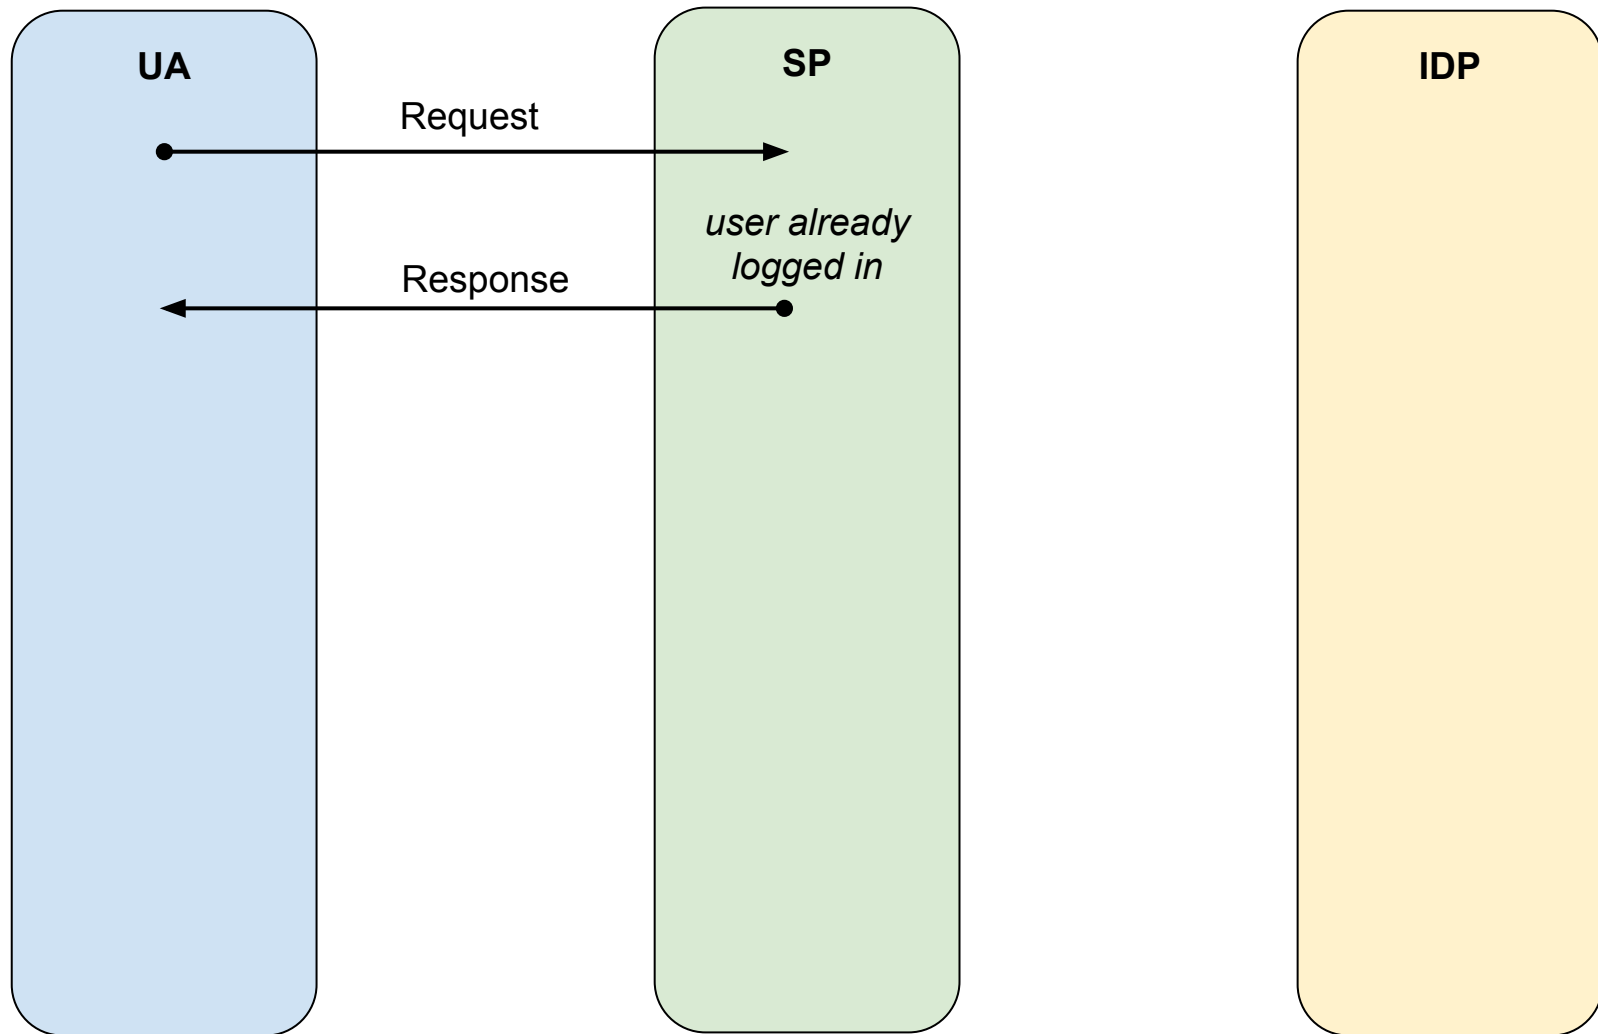 UA
SP
IDP
Request
user already
logged in
Response